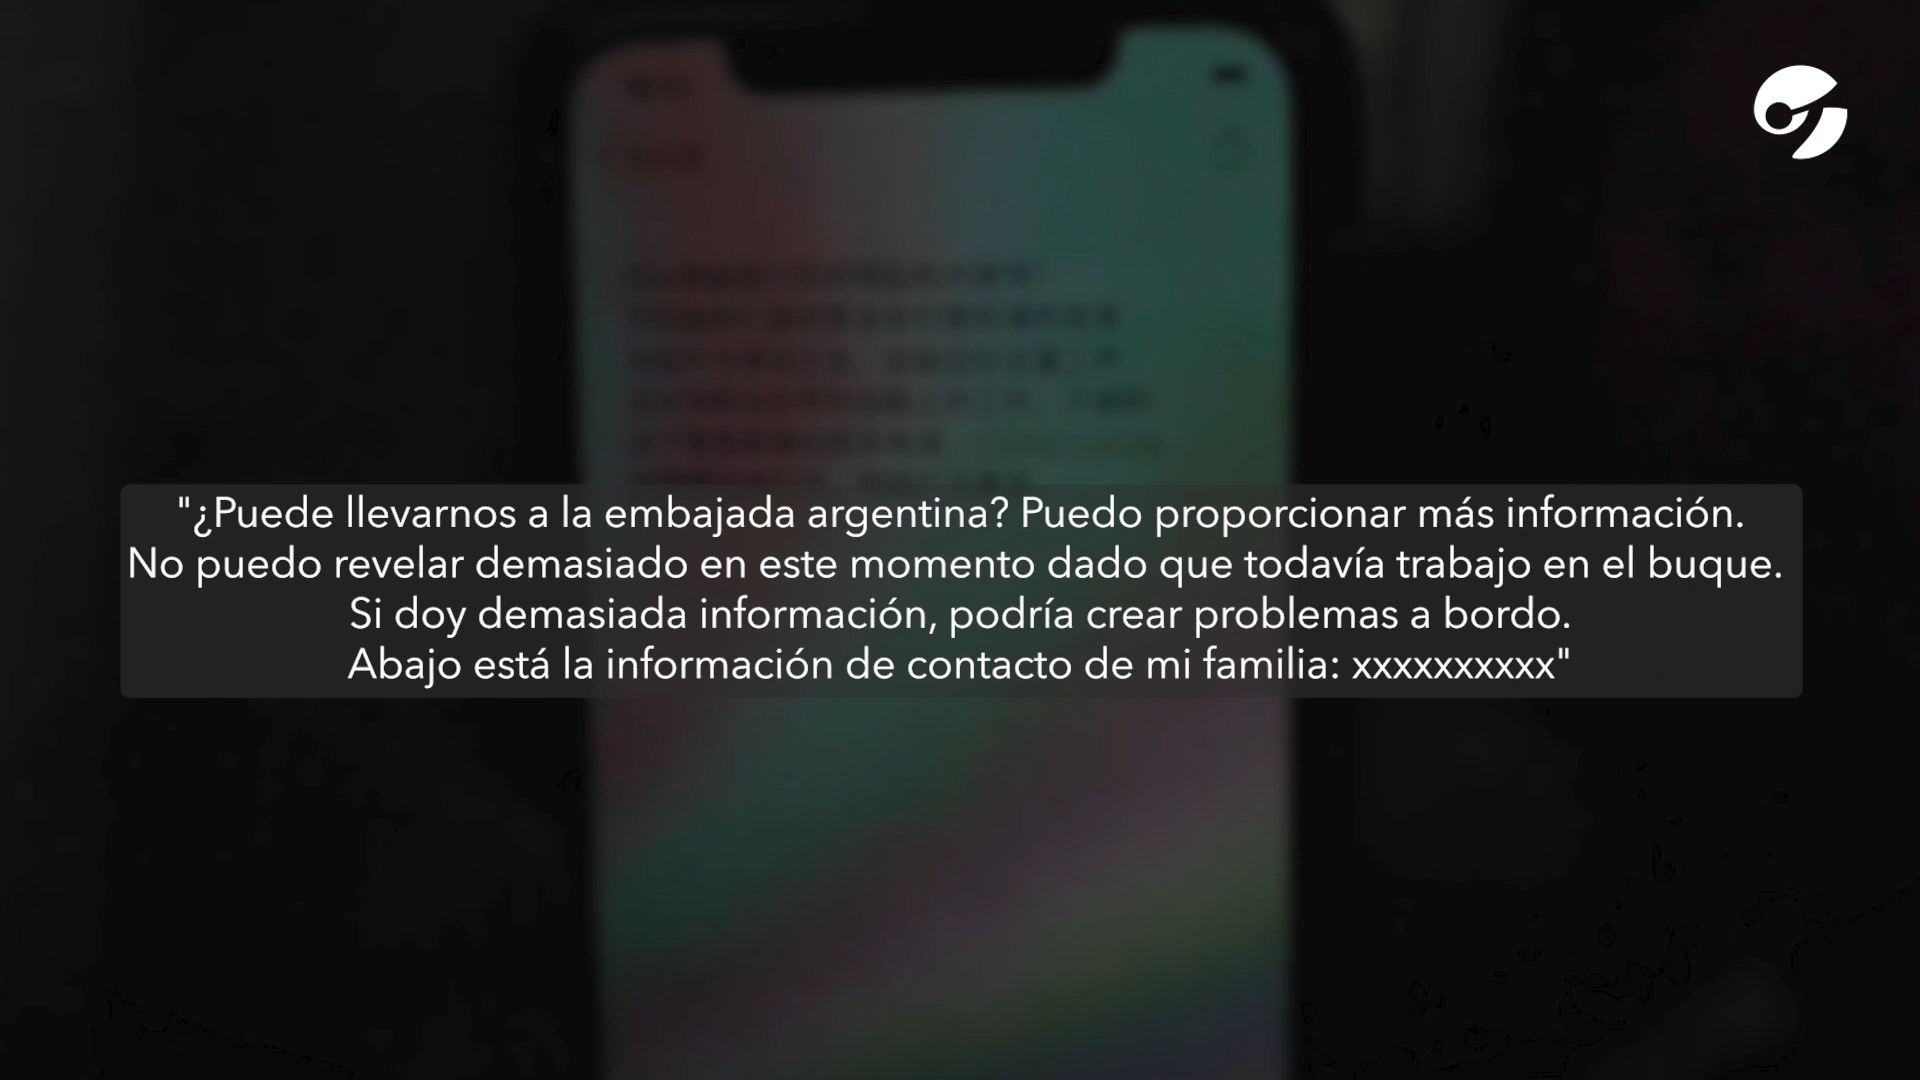 "¿Puede llevarnos a la embajada argentina? Puedo proporcionar más información.
No puedo revelar demasiado en este momento dado que todavía trabajo en el buque.
Si doy demasiada información, podría crear problemas a bordo.
Abajo está la información de contacto de mi familia: xxxxxxxxxx"